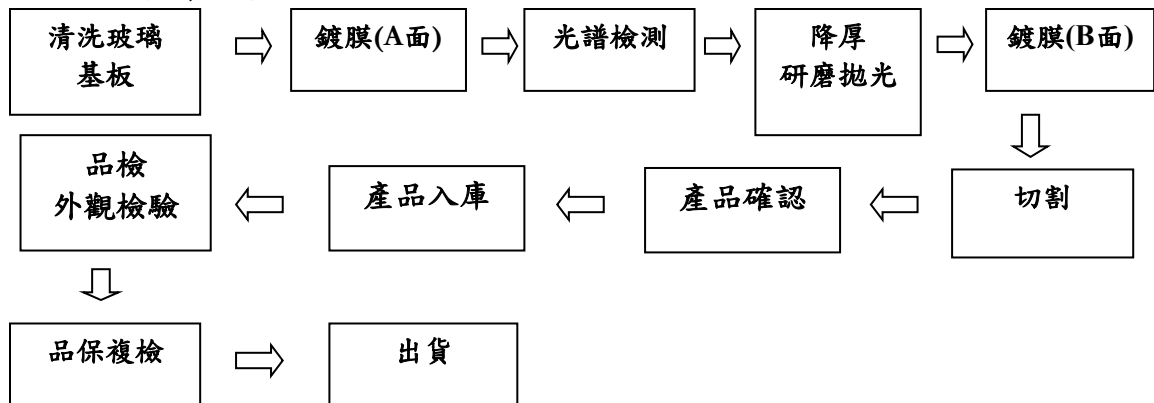 清洗玻璃
基板
鍍膜(A面)
光譜檢測
降厚
研磨拋光
鍍膜(B面)
切割
產品確認
產品入庫
品檢
外觀檢驗
品保複檢
出貨